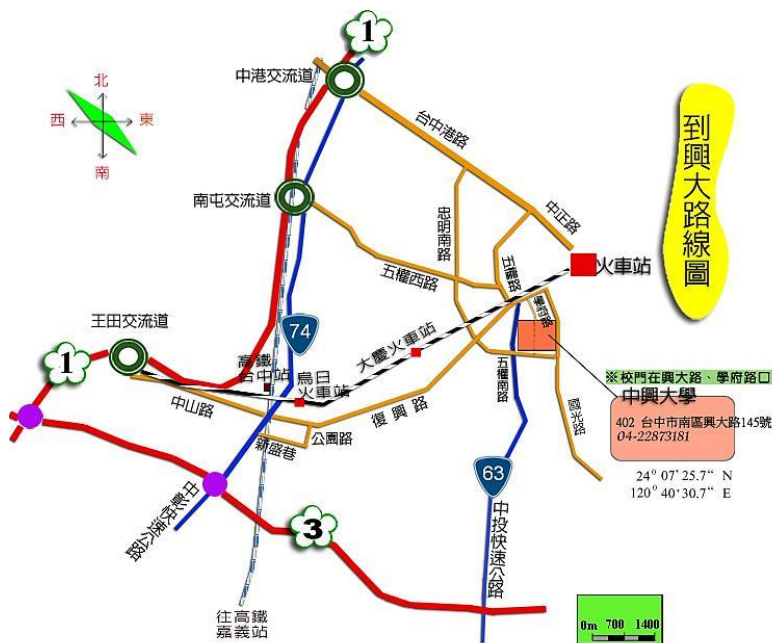 1
中港交流道
北
西 東
南
台中港路
到興大路線圖
南屯交流道
忠明南路
中正路
五權西路
五權路
火車站
學府路
王田交流道
74
大慶火車站
1
高鐵
台中站
烏日
火車站
五權南路
※校門在興大路、學府路口
中興大學
402 台中市南區興大路145號
04-22873181
中山路
復興路
國光路
新盛巷
公園路
24° 07'25.7" N
120° 40'30.7" E
63
中彰快速公路
3
中投快速公路
往高鐵
嘉義站
0m 700 1400